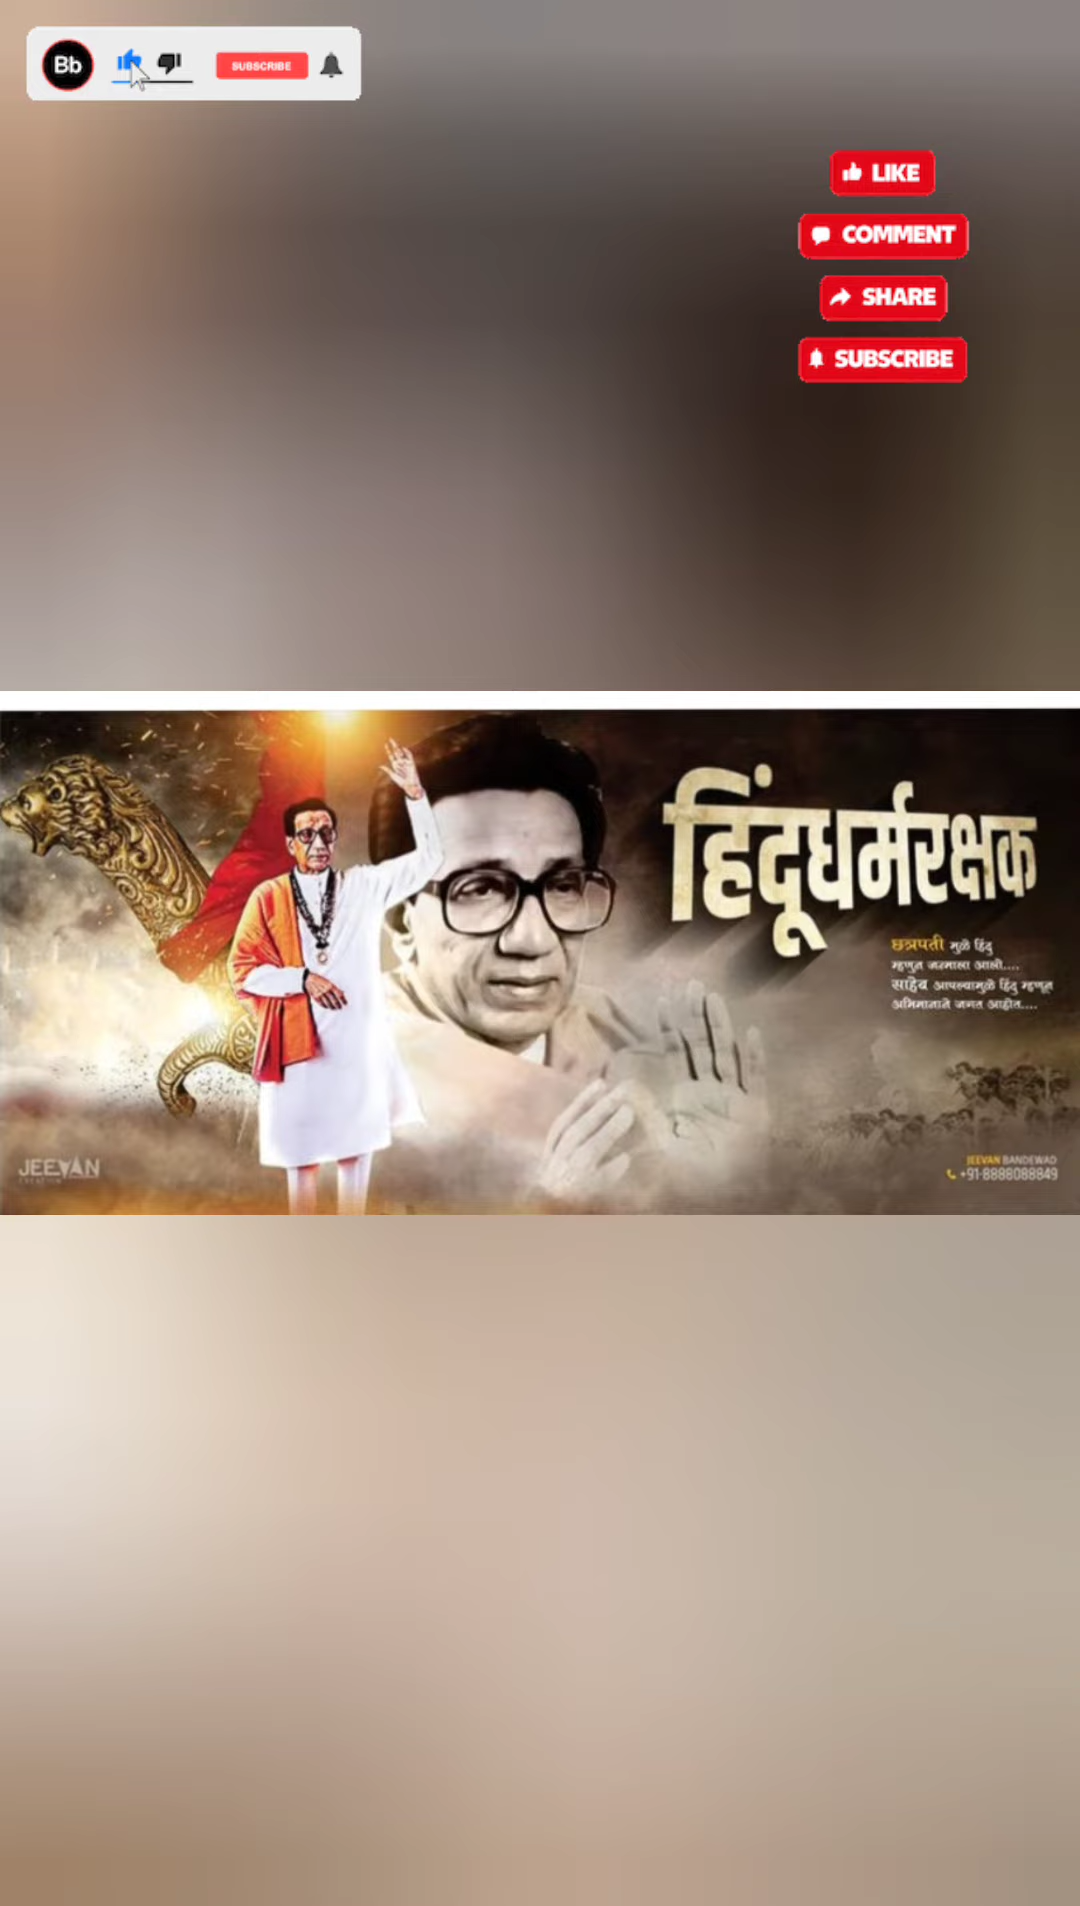 Bb
SUBSCRIBE
LIKE
COMMENT
SHARE
SUBSCRIBE
हिंदूधर्मरक्षक
छत्रपती मुळे हिंदु
म्हणुन जन्माला आलो....
साहेब आपल्यामुळे हिंदु म्हणून
अभिमानाने जगत आहोत....
JEEVAN
CREATION
JEEVAN BANDEWAD
+91-8888088849